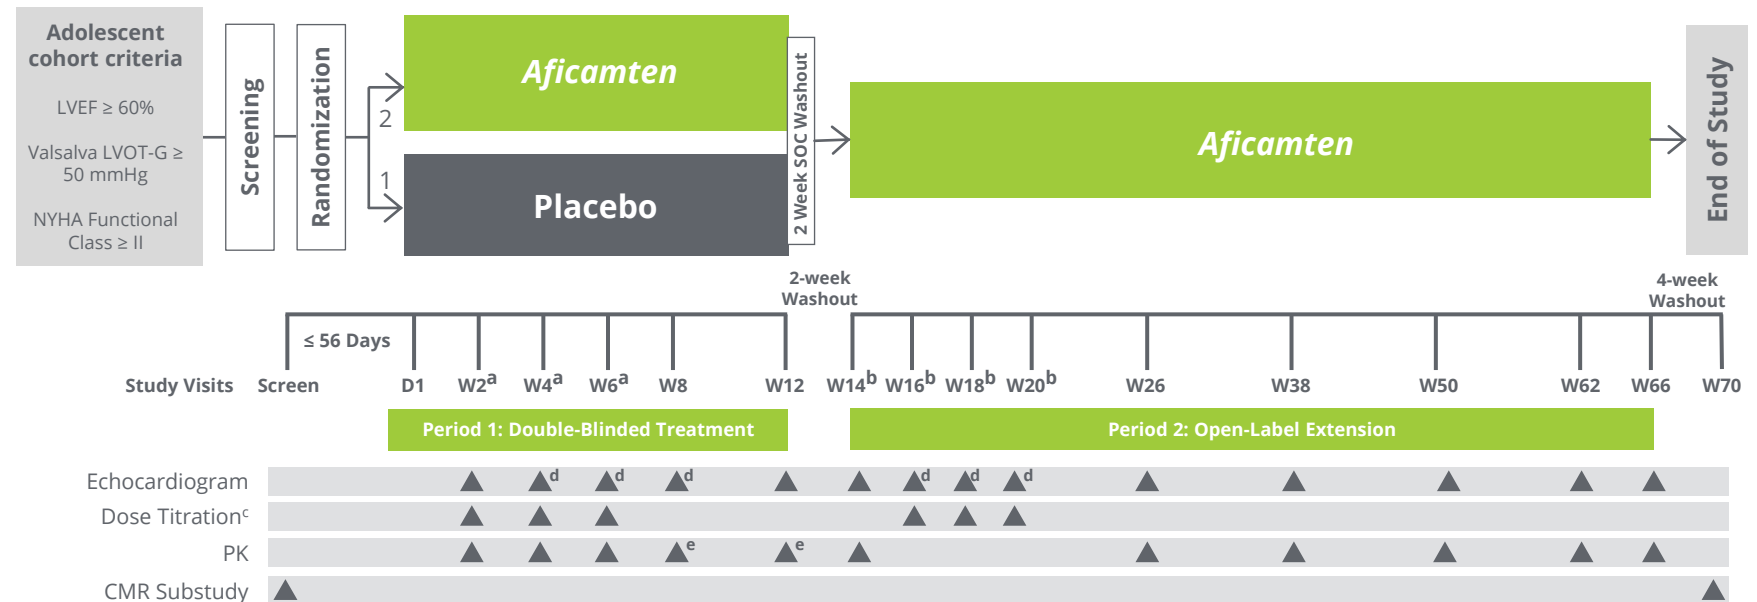 Adolescent
cohort criteria
LVEF ≥ 60%
Valsalva LVOT-G ≥
50 mmHg
NYHA Functional
Class ≥ II
Screening
Randomization
2
1
Aficamten
Placebo
2 Week SOC Washout
Aficamten
End of Study
2-week
Washout
4-week
Washout
≤ 56 Days
Study Visits Screen D1 W2a W4a W6a W8 W12 W14b W16b W18b W20b W26 W38 W50 W62 W66 W70
Period 1: Double-Blinded Treatment
Period 2: Open-Label Extension
Echocardiogram d d d d d d
Dose Titrationc
PK e e
CMR Substudy